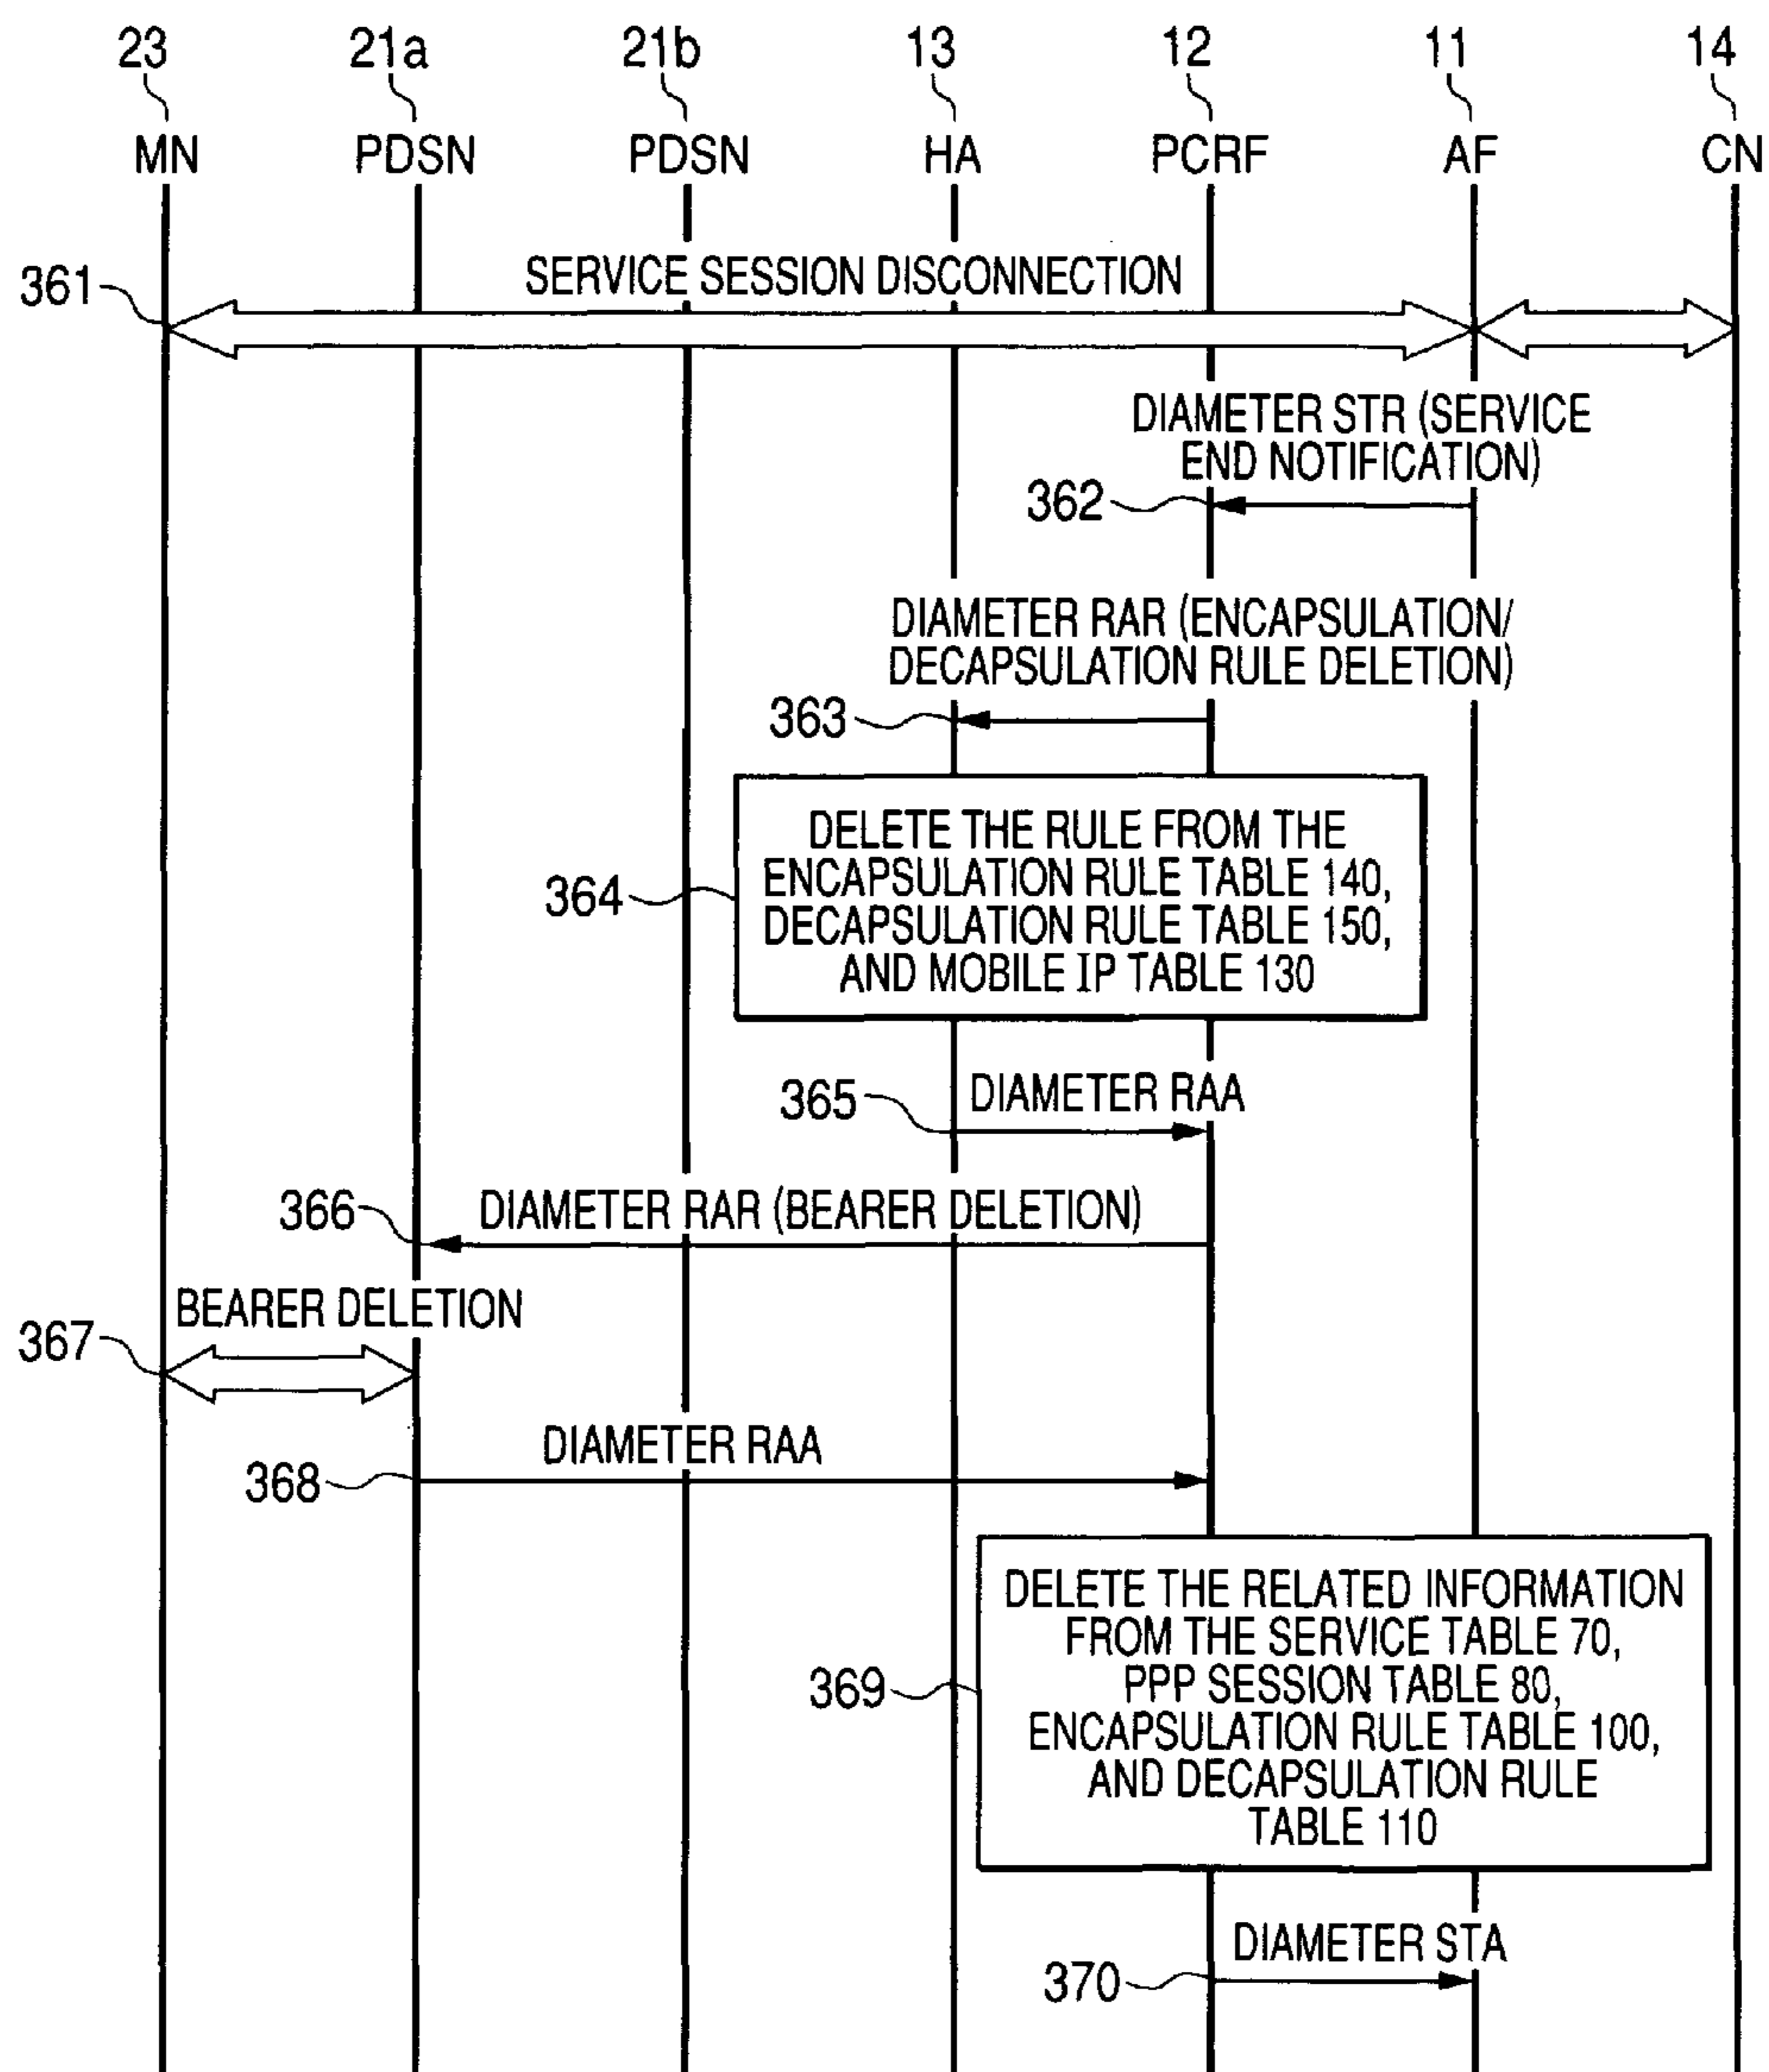 23 21a 21b 13 12 11 14
MN PDSN PDSN HA PCRF AF CN
SERVICE SESSION DISCONNECTION
361
DIAMETER STR (SERVICE
END NOTIFICATION)
362
DIAMETER RAR (ENCAPSULATION/
DECAPSULATION RULE DELETION)
363
DELETE THE RULE FROM THE
ENCAPSULATION RULE TABLE 140,
364
DECAPSULATION RULE TABLE 150,
AND MOBILE IP TABLE 130
DIAMETER RAA
365
DIAMETER RAR (BEARER DELETION)
366
BEARER DELETION
367
DIAMETER RAA
368
DELETE THE RELATED INFORMATION
FROM THE SERVICE TABLE 70,
PPP SESSION TABLE 80,
369
ENCAPSULATION RULE TABLE 100,
AND DECAPSULATION RULE
TABLE 110
DIAMETER STA
370